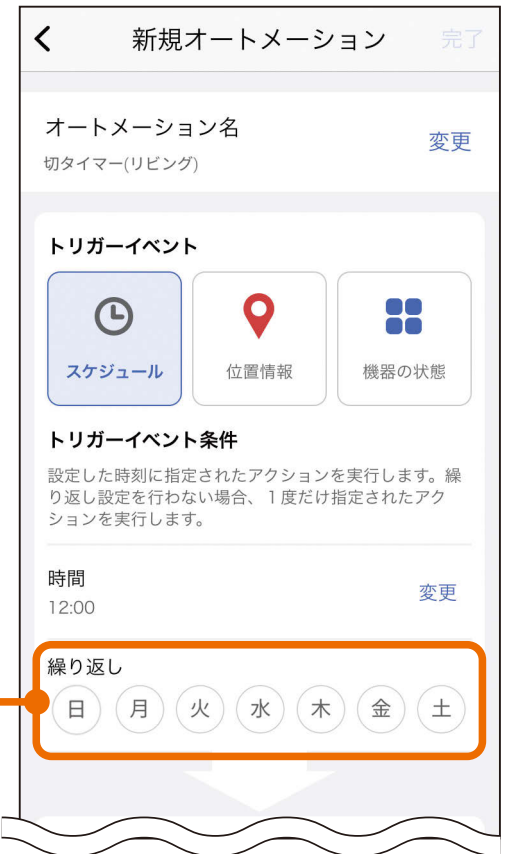 新規オートメーション 完了
オートメーション名
変更
切タイマー(リビング)
トリガーイベント
スケジュール 位置情報 機器の状態
トリガーイベント条件
設定した時刻に指定されたアクションを実行します。繰
り返し設定を行わない場合、1度だけ指定されたアク
ションを実行します。
時間
変更
12:00
繰り返し
日 月 火 水 木 金 土